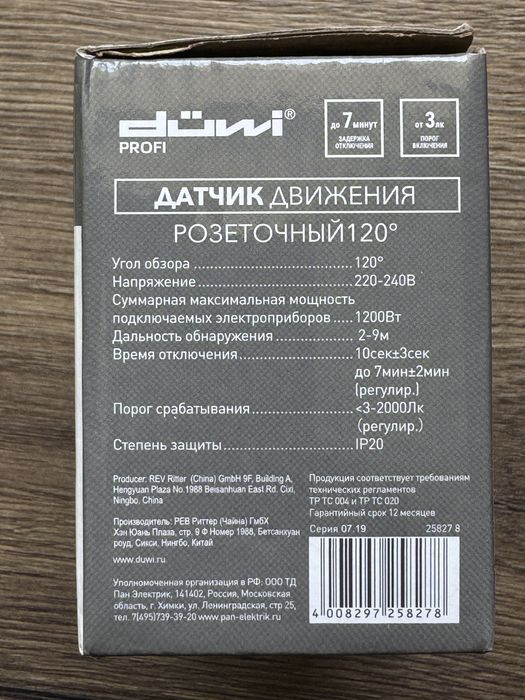 düwi®
PROFI
до 7 минут
ЗАДЕРЖКА
ОТКЛЮЧЕНИЯ
от 3 лк
ПОРОГ
ВКЛЮЧЕНИЯ
ДАТЧИК ДВИЖЕНИЯ
РОЗЕТОЧНЫЙ120°
Угол обзора ........ 120°
Напряжение ........ 220-240В
Суммарная максимальная мощность
подключаемых электроприборов ........ 1200Вт
Дальность обнаружения ........ 2-9м
Время отключения ........ 10сек±3сек
до 7мин±2мин
(регулир.)
Порог срабатывания ........ <3-2000Лк
(регулир.)
Степень защиты ........ IP20
Producer: REV Ritter (China) GmbH 9F, Building A,
Hengyuan Plaza No.1988 Beisanhuan East Rd. Cixi,
Ningbo, China
Производитель: РЕВ Риттер (Чайна) ГмбХ
Хэн Юань Плаза, стр. 9 Ф Номер 1988, Бетсанхуан
роуд, Сикси, Нингбо, Китай
www.duwi.su
Уполномоченная организация в РФ: ООО ТД
Пан Электрик, 141402, Россия, Московская
область, г. Химки, ул. Ленинградская, стр 25,
тел. 7(495)739-39-20 www.pan-elektrik.ru
Продукция соответствует требованиям
технических регламентов
ТР ТС 004 и ТР ТС 020
Гарантийный срок 12 месяцев
Серия 07.19 25827 8
4 008297 258278